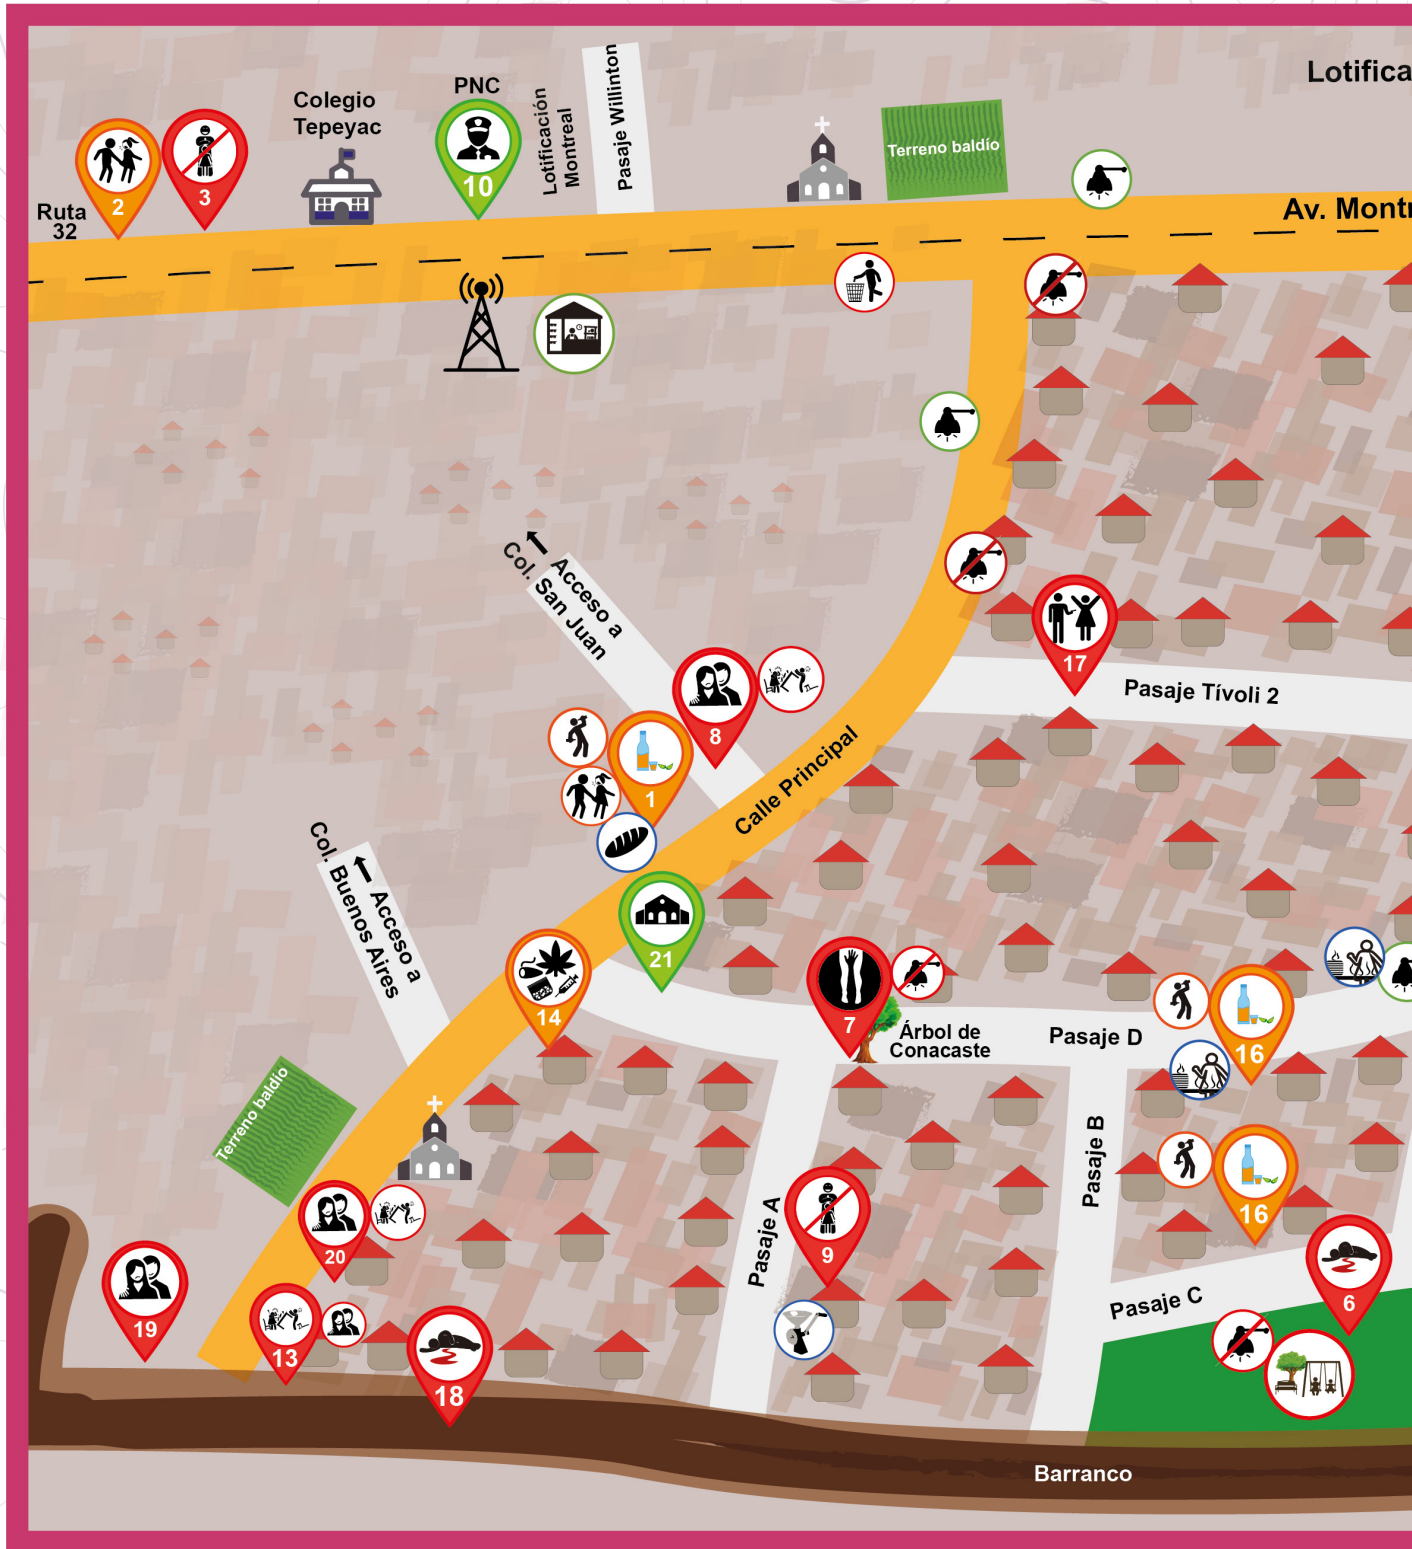 Lotifica
PNC
Colegio
Tepeyac
Lotificación
Montreal
Pasaje Willinton
Terreno baldío
2
3
10
Ruta
32
Av. Montr
Acceso a
Col. San Juan
17
Pasaje Tívoli 2
8
1
Calle Principal
Acceso a
Col. Buenos Aires
21
14
7
Árbol de
Conacaste
Pasaje D
16
Terreno baldío
Pasaje B
16
Pasaje A
9
20
19
13
18
Pasaje C
6
Barranco